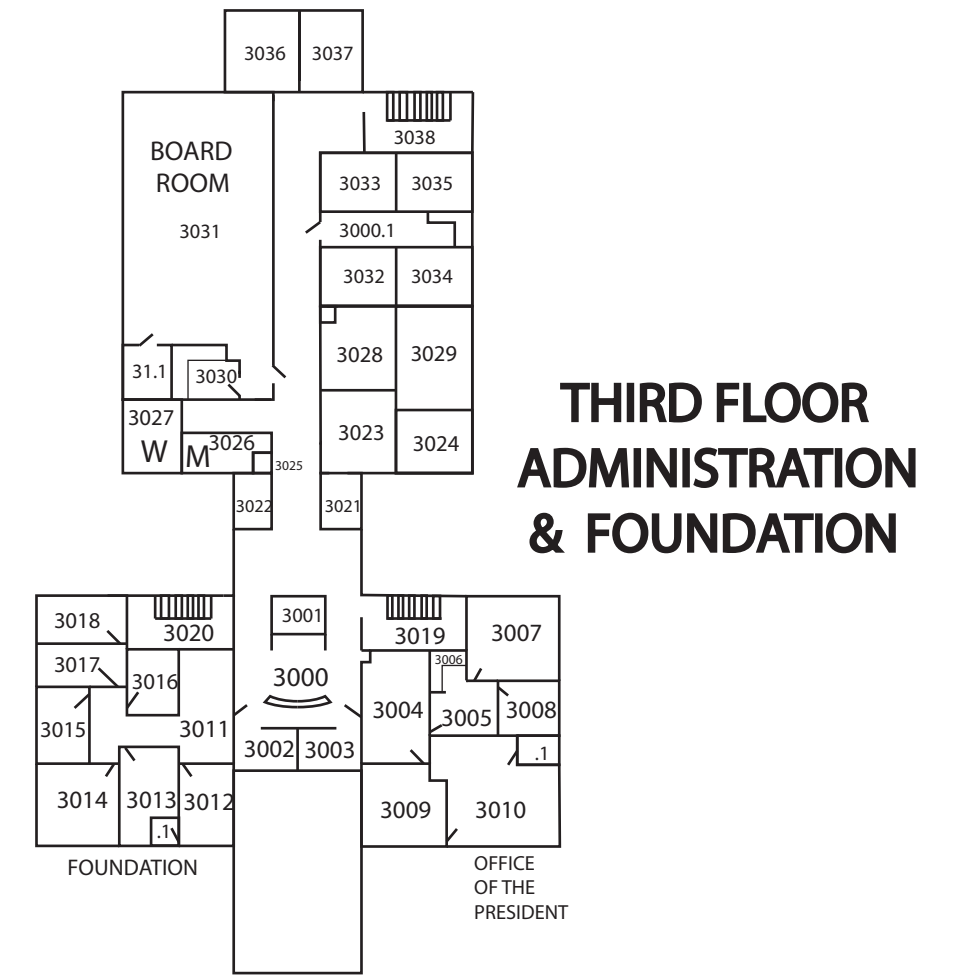 3036 3037
3038
BOARD
ROOM
3033 3035
3031
3000.1
3032 3034
3028 3029
31.1
3030
3027
3026
3023
3024
W
M
3025
3022
3021
THIRD FLOOR
ADMINISTRATION
& FOUNDATION
3018
3020
3001
3019
3007
3017
3016
3006
3000
3015
3011
3004
3005
3008
3002 3003
.1
3014 3013 3012
3009
3010
.1
FOUNDATION
OFFICE
OF THE
PRESIDENT